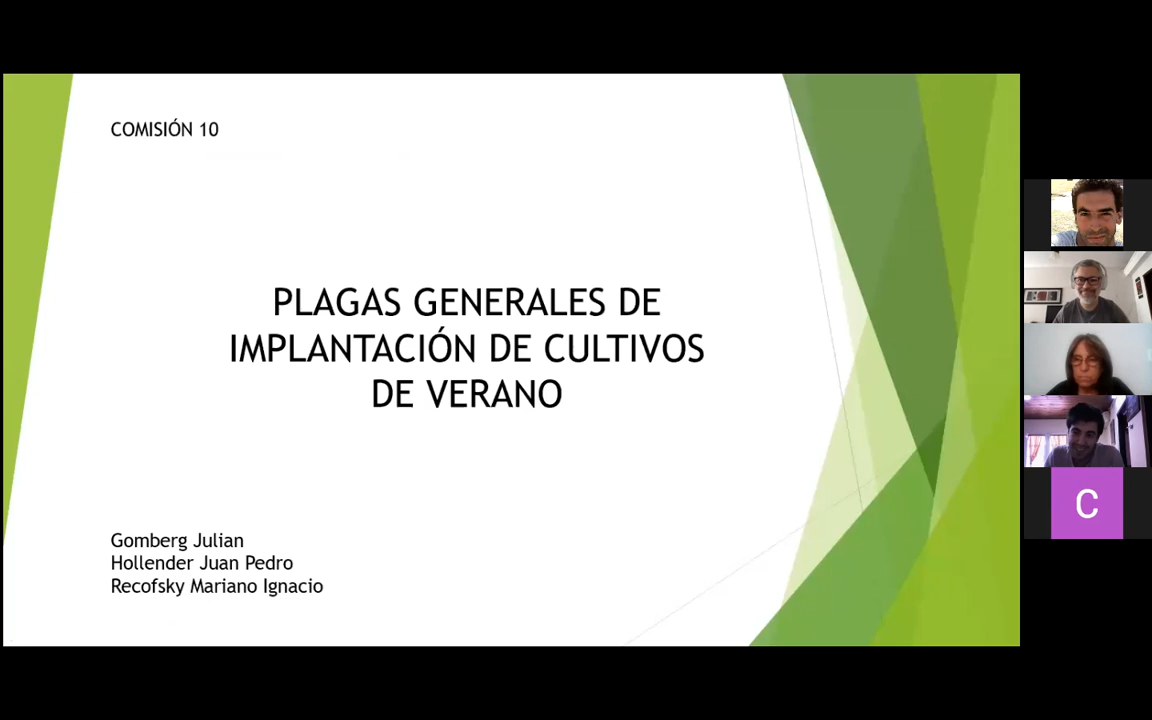 COMISIÓN 10
PLAGAS GENERALES DE
IMPLANTACIÓN DE CULTIVOS
DE VERANO
Gomberg Julian
Hollender Juan Pedro
Recofsky Mariano Ignacio
C